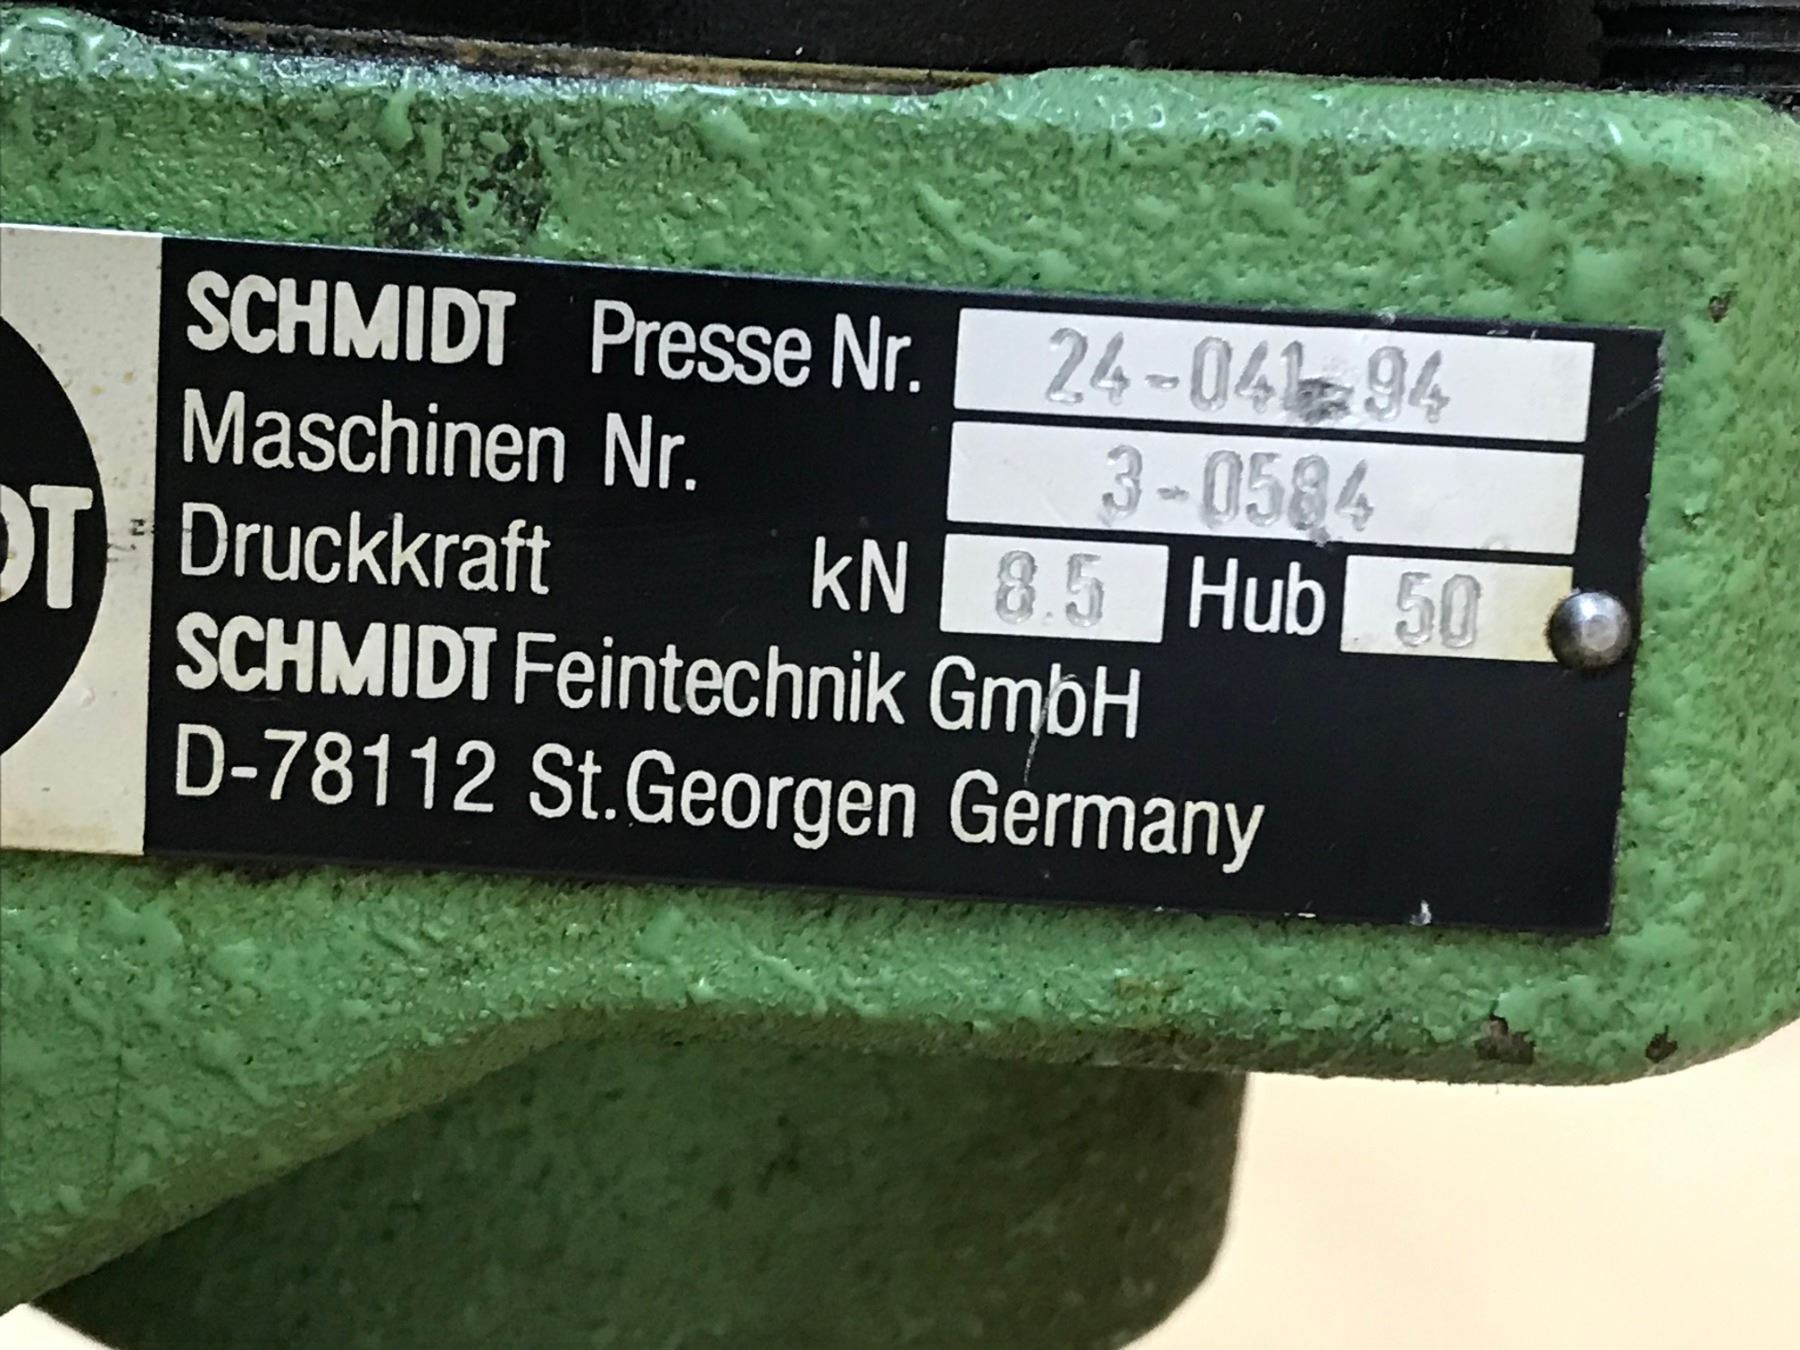 SCHMIDT Presse Nr. 24-041-94
Maschinen Nr. 3-0584
DT
Druckkraft kN 8.5 Hub 50
SCHMIDT Feintechnik GmbH
D-78112 St.Georgen Germany